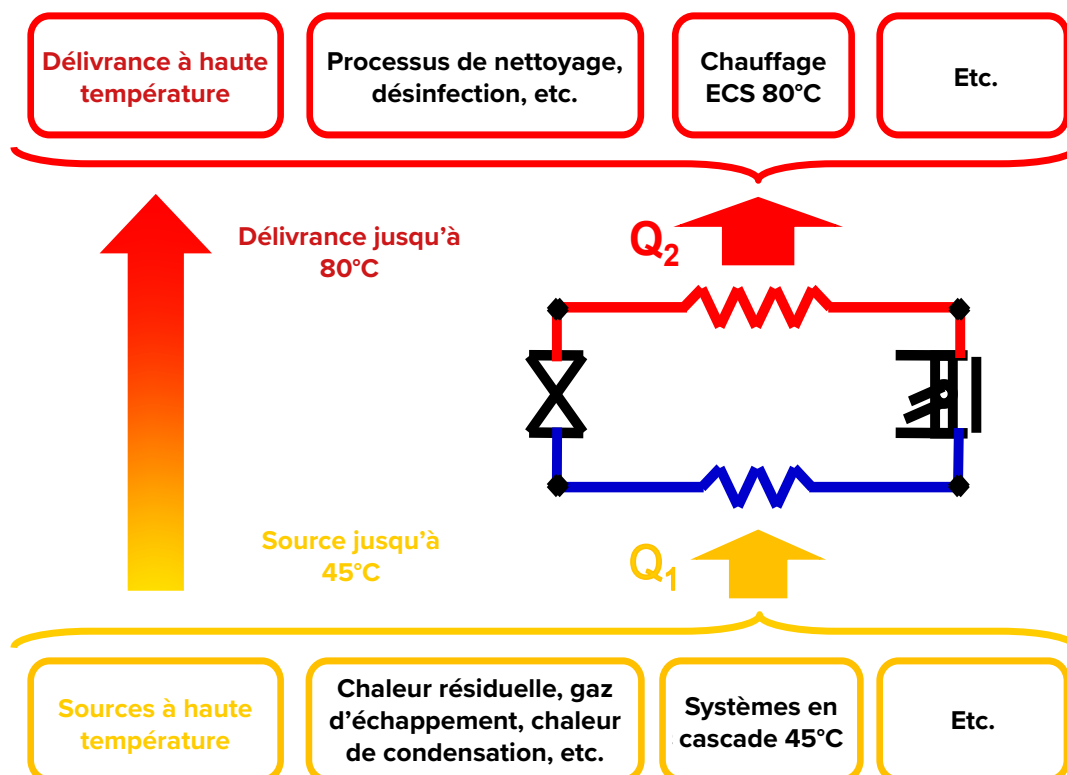 Délivrance à haute
température
Processus de nettoyage,
désinfection, etc.
Chauffage
ECS 80°C
Etc.
Délivrance jusqu’à
80°C
Q₂
Source jusqu’à
45°C
Q₁
Sources à haute
température
Chaleur résiduelle, gaz
d’échappement, chaleur
de condensation, etc.
Systèmes en
cascade 45°C
Etc.